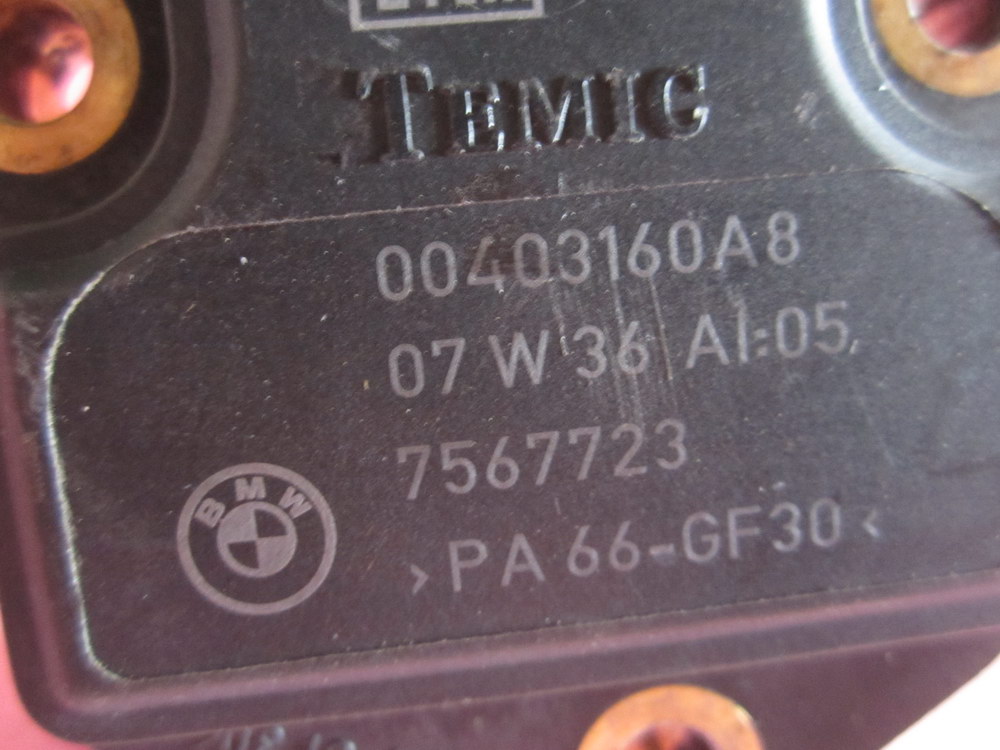 TEMIC
00403160A8
07 W 36 AI:05
7567723
BMW
>PA 66-GF30<